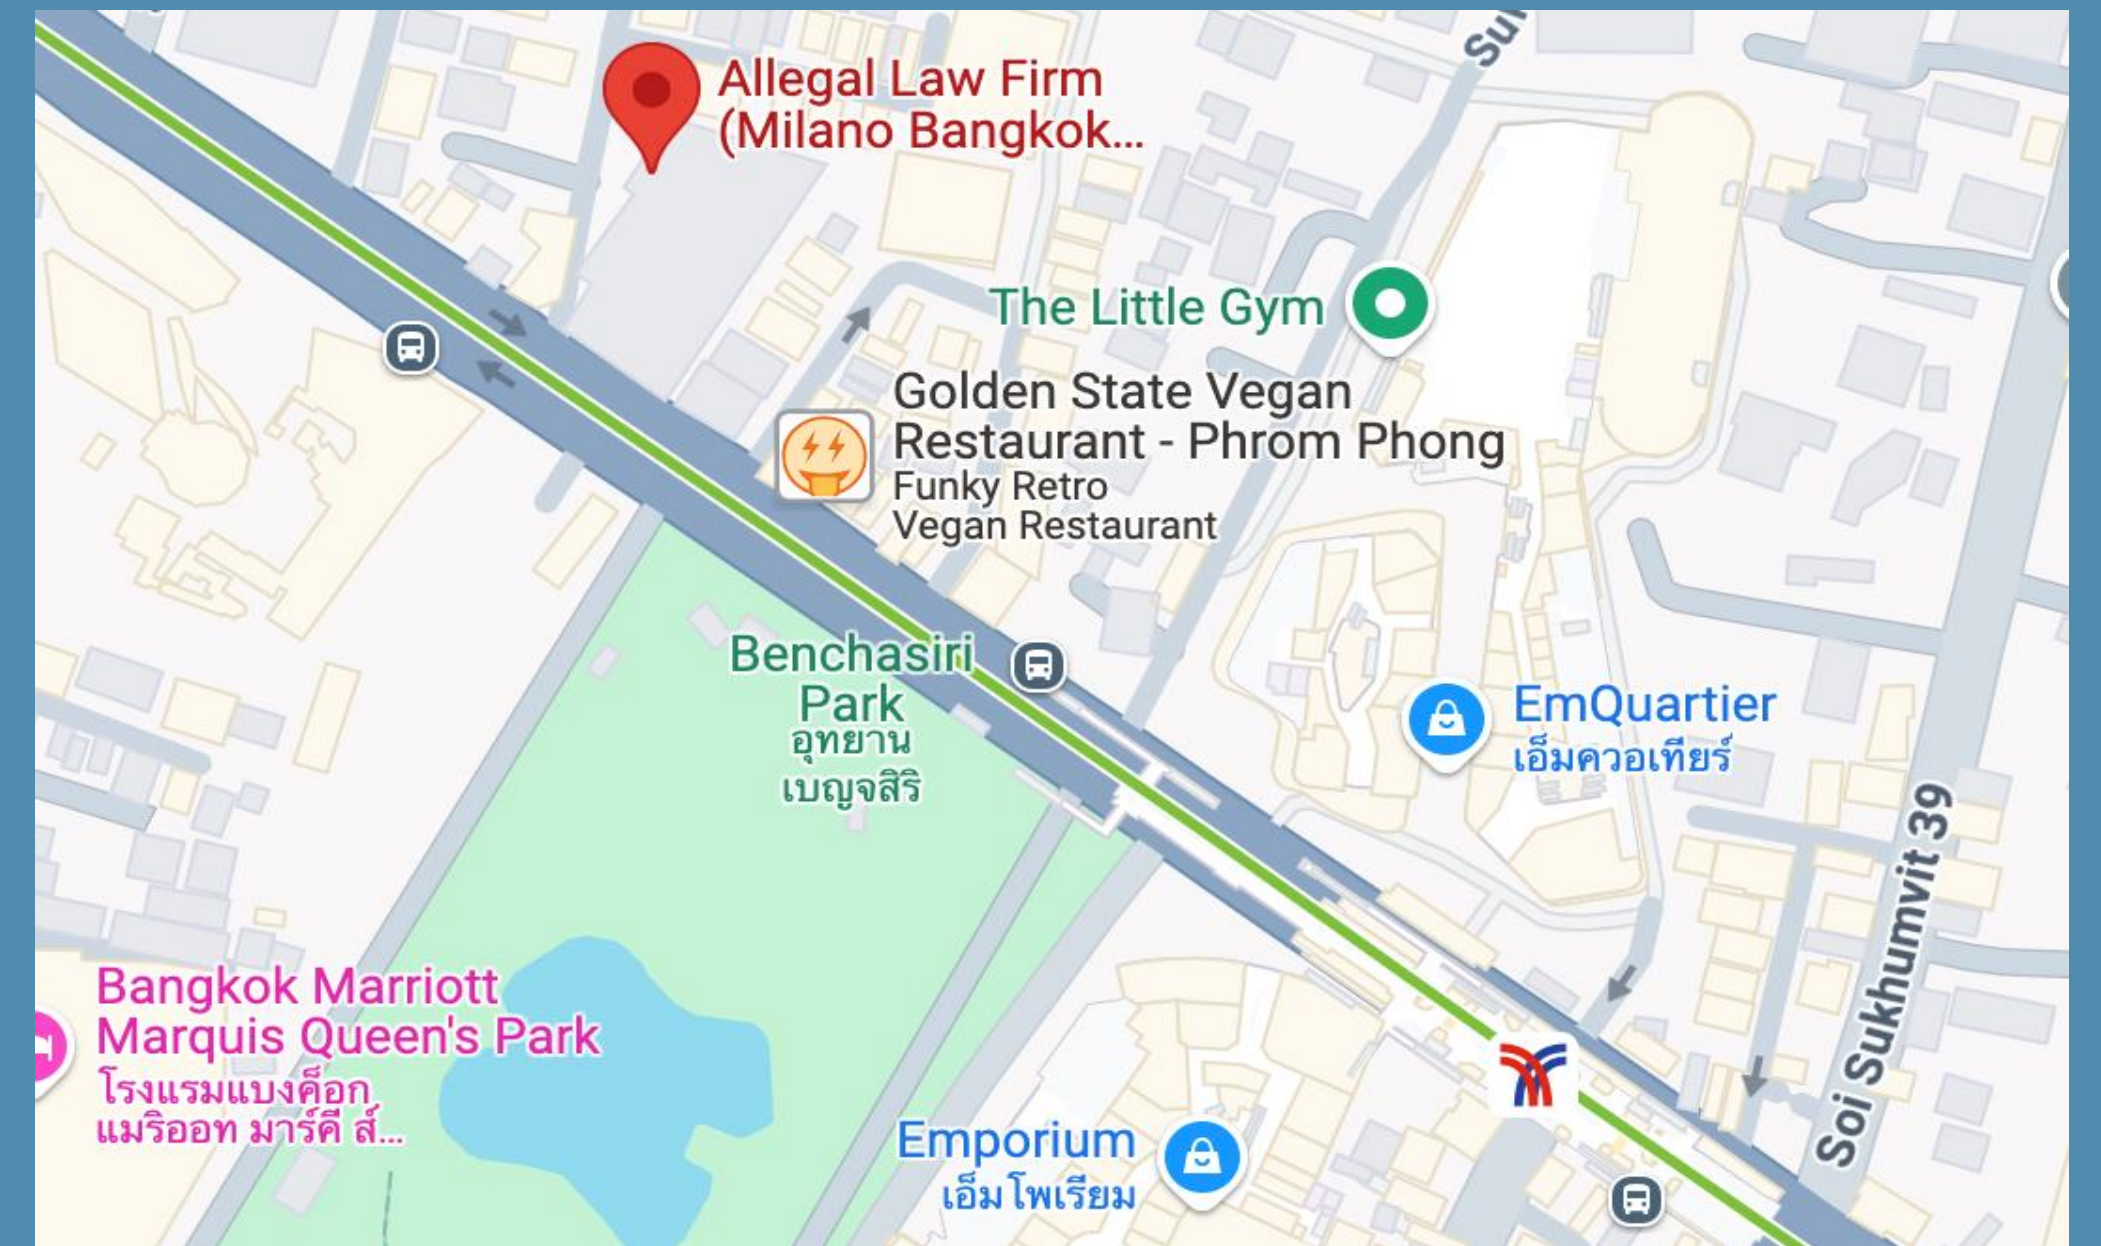 Su
Allegal Law Firm
(Milano Bangkok...
The Little Gym
Golden State Vegan
Restaurant - Phrom Phong
Funky Retro
Vegan Restaurant
Benchasiri
Park
อุทยาน
เบญจสิริ
EmQuartier
เอ็มควอเทียร์
Soi Sukhumvit 39
Bangkok Marriott
Marquis Queen's Park
โรงแรมแบงค็อก
แมริออท มาร์คี ส์...
Emporium
เอ็มโพเรียม